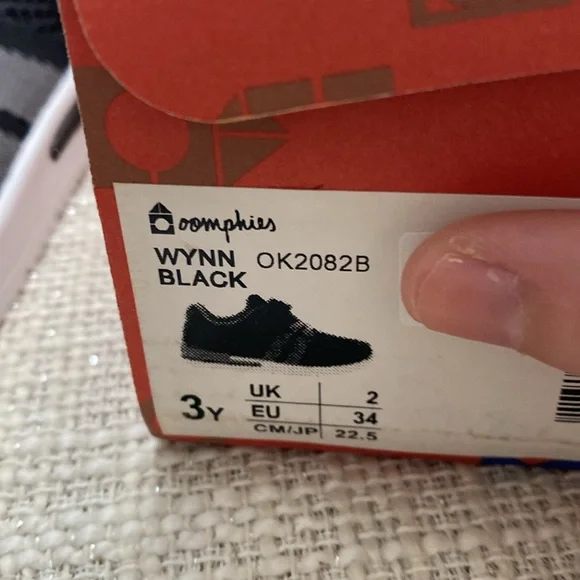 oomphies
WYNN OK2082B
BLACK
3Y
UK 2
EU 34
CM/JP 22.5